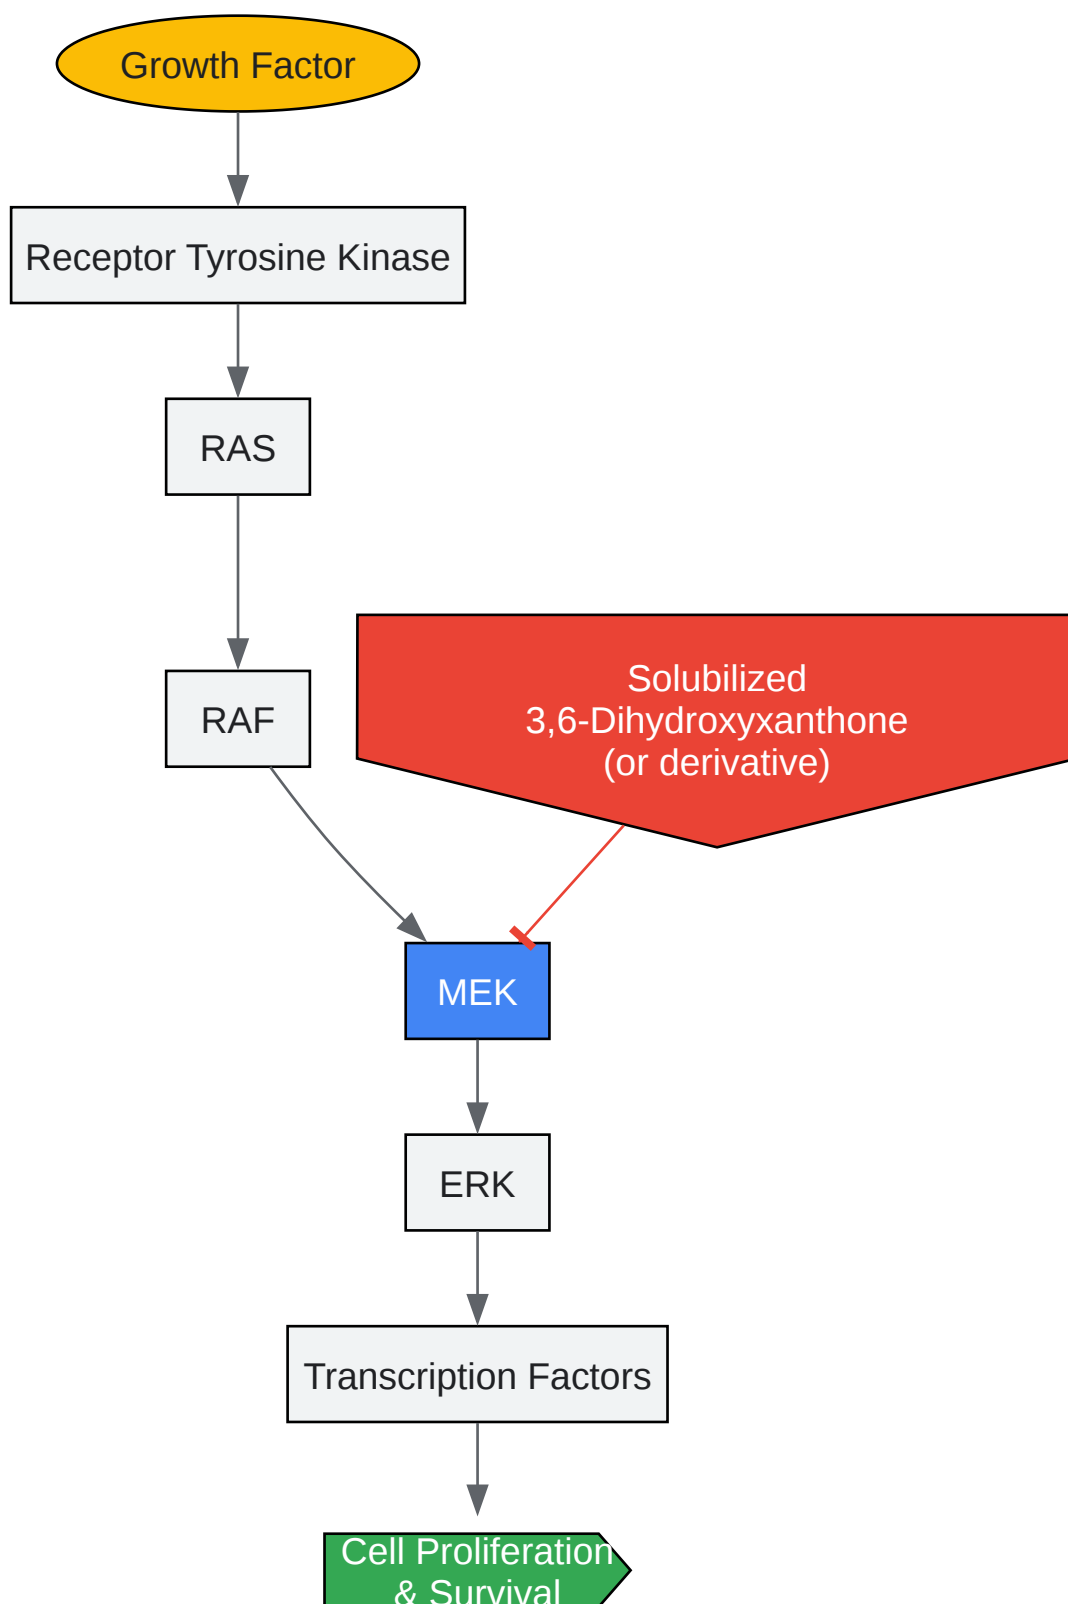 Growth Factor
Receptor Tyrosine Kinase
RAS
RAF
Solubilized
3,6-Dihydroxyxanthone
(or derivative)
MEK
ERK
Transcription Factors
Cell Proliferation
& Survival